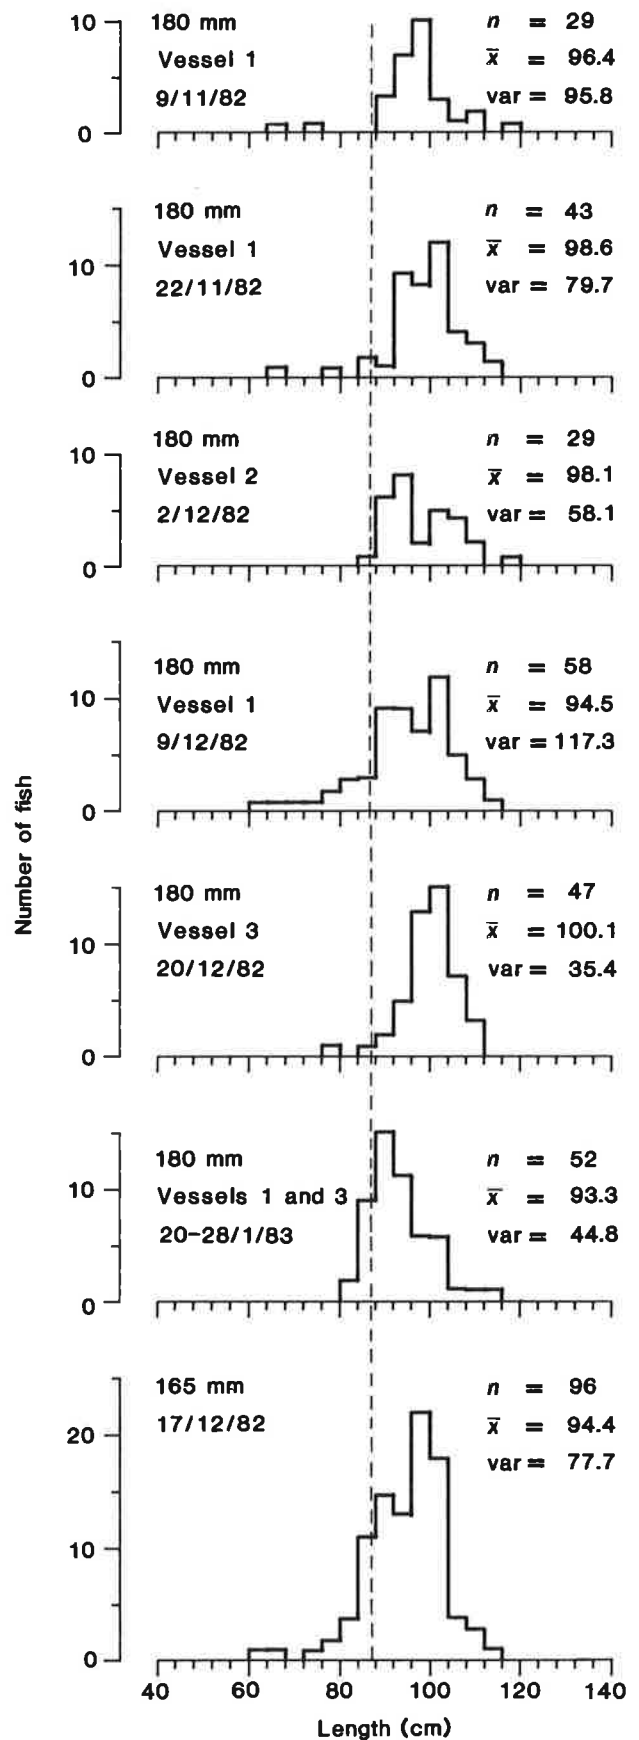 10
0
180 mm
Vessel 1
9/11/82
n = 29
x̅ = 96.4
var = 95.8
10
0
180 mm
Vessel 1
22/11/82
n = 43
x̅ = 98.6
var = 79.7
10
0
180 mm
Vessel 2
2/12/82
n = 29
x̅ = 98.1
var = 58.1
10
0
180 mm
Vessel 1
9/12/82
n = 58
x̅ = 94.5
var = 117.3
Number of fish
10
0
180 mm
Vessel 3
20/12/82
n = 47
x̅ = 100.1
var = 35.4
10
0
180 mm
Vessels 1 and 3
20-28/1/83
n = 52
x̅ = 93.3
var = 44.8
20
10
0
165 mm
17/12/82
n = 96
x̅ = 94.4
var = 77.7
40 60 80 100 120 140
Length (cm)